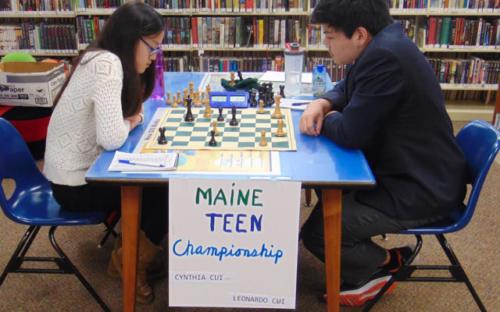 MAINE
TEEN
Championship
CYNTHIA CUI
LEONARDO CUI